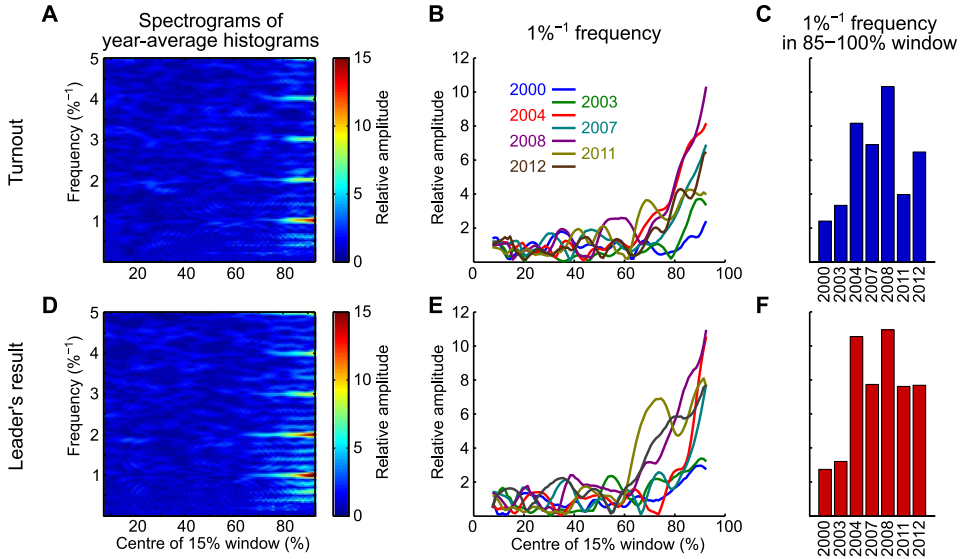 A
Spectrograms of
year-average histograms
Turnout
Frequency (%⁻¹)
5
4
3
2
1
20 40 60 80
15
10
5
0
Relative amplitude
B
1%⁻¹ frequency
Relative amplitude
12
10
8
6
4
2
2000
2003
2004
2007
2008
2011
2012
0 20 40 60 80 100
C
1%⁻¹ frequency
in 85–100% window
2000 2003 2004 2007 2008 2011 2012
D
Leader's result
Frequency (%⁻¹)
5
4
3
2
1
20 40 60 80
Centre of 15% window (%)
15
10
5
0
Relative amplitude
E
Relative amplitude
12
10
8
6
4
2
0 20 40 60 80 100
Centre of 15% window (%)
F
2000 2003 2004 2007 2008 2011 2012